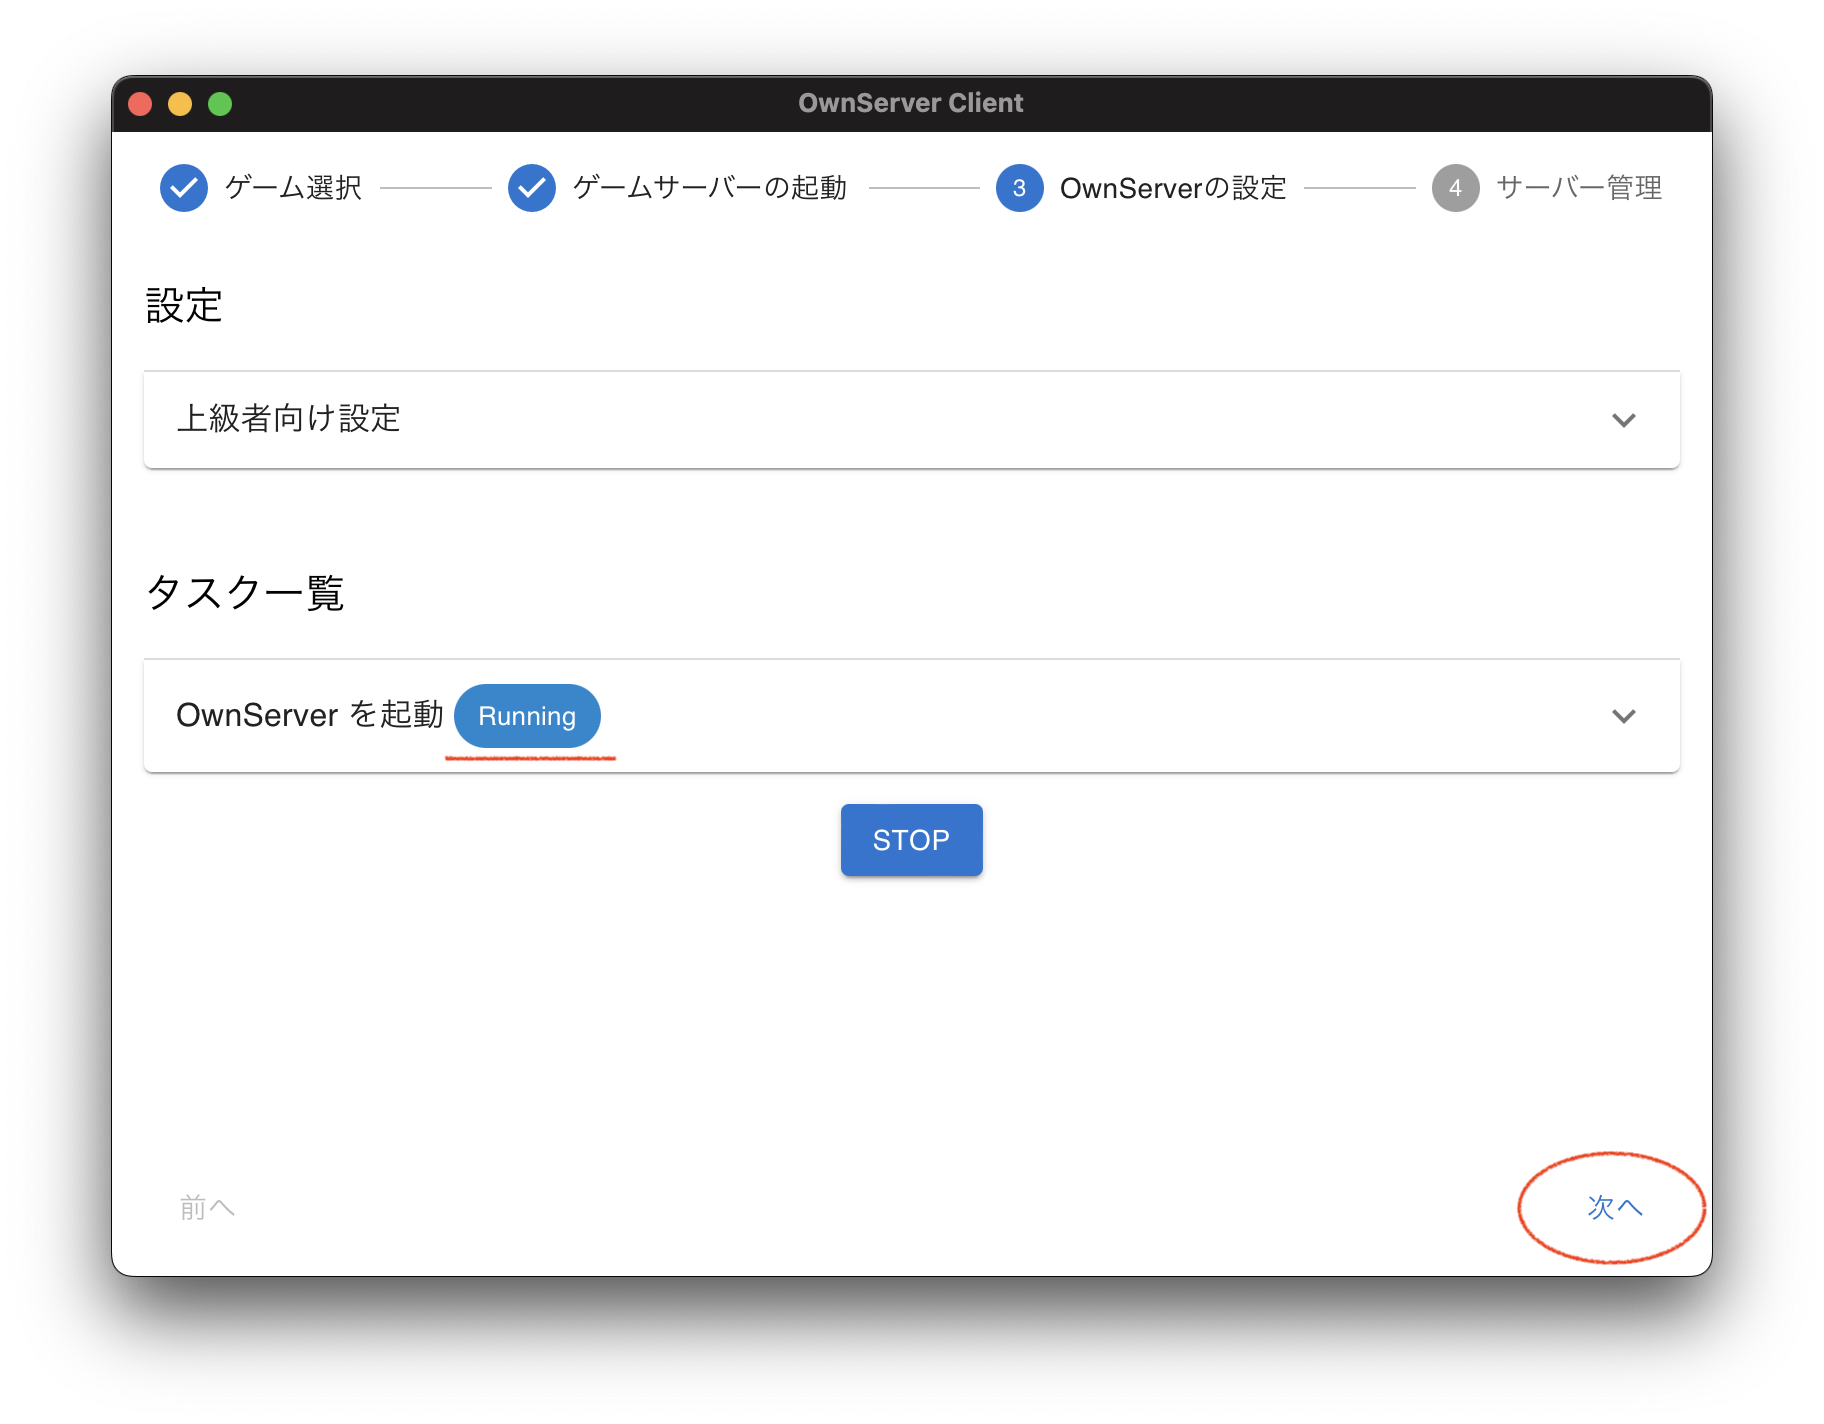 OwnServer Client
ゲーム選択
ゲームサーバーの起動
3 OwnServerの設定
4 サーバー管理
設定
上級者向け設定
タスク一覧
OwnServer を起動 Running
STOP
前へ
次へ